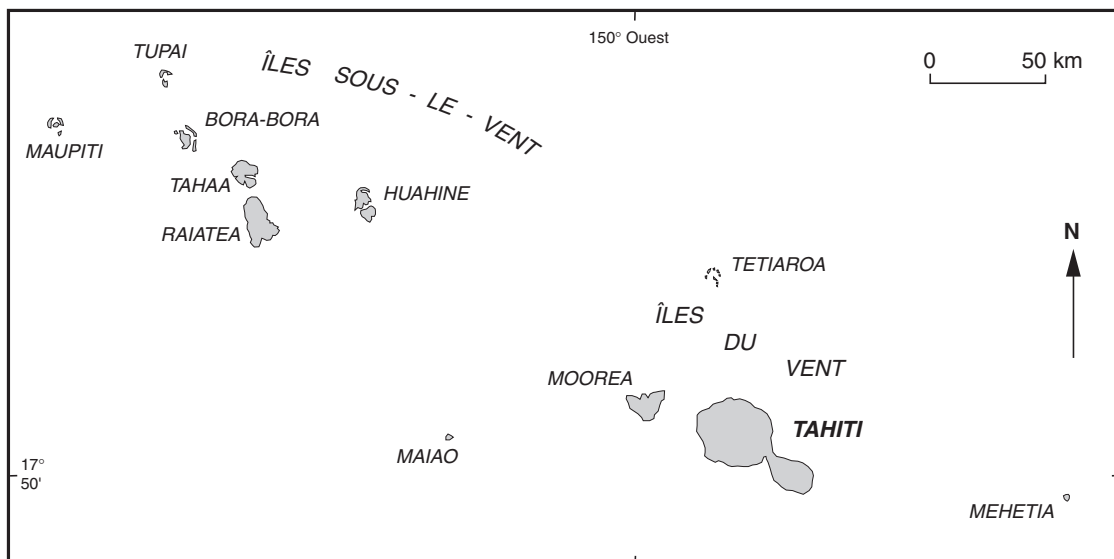 150° Ouest
TUPAI
ÎLES SOUS - LE - VENT
0 50 km
BORA-BORA
MAUPITI
TAHAA
HUAHINE
RAIATEA
N
TETIAROA
ÎLES
DU
VENT
MOOREA
TAHITI
MAIAO
17°
50'
MEHETIA